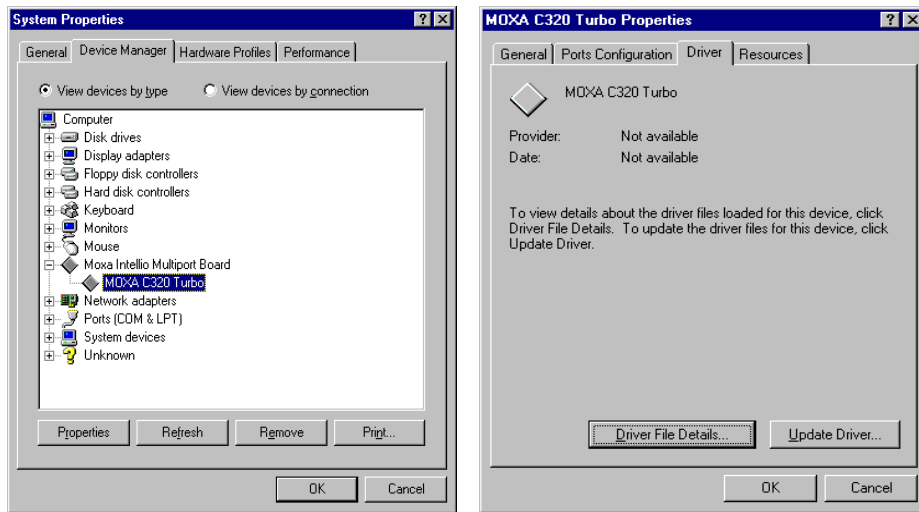 System Properties
General Device Manager Hardware Profiles Performance
View devices by type View devices by connection
Computer
Disk drives
Display adapters
Floppy disk controllers
Hard disk controllers
Keyboard
Monitors
Mouse
Moxa Intellio Multiport Board
MOXA C320 Turbo
Network adapters
Ports (COM & LPT)
System devices
Unknown
Properties Refresh Remove Print...
OK Cancel
MOXA C320 Turbo Properties
General Ports Configuration Driver Resources
MOXA C320 Turbo
Provider: Not available
Date: Not available
To view details about the driver files loaded for this device, click
Driver File Details. To update the driver files for this device, click
Update Driver.
Driver File Details... Update Driver...
OK Cancel